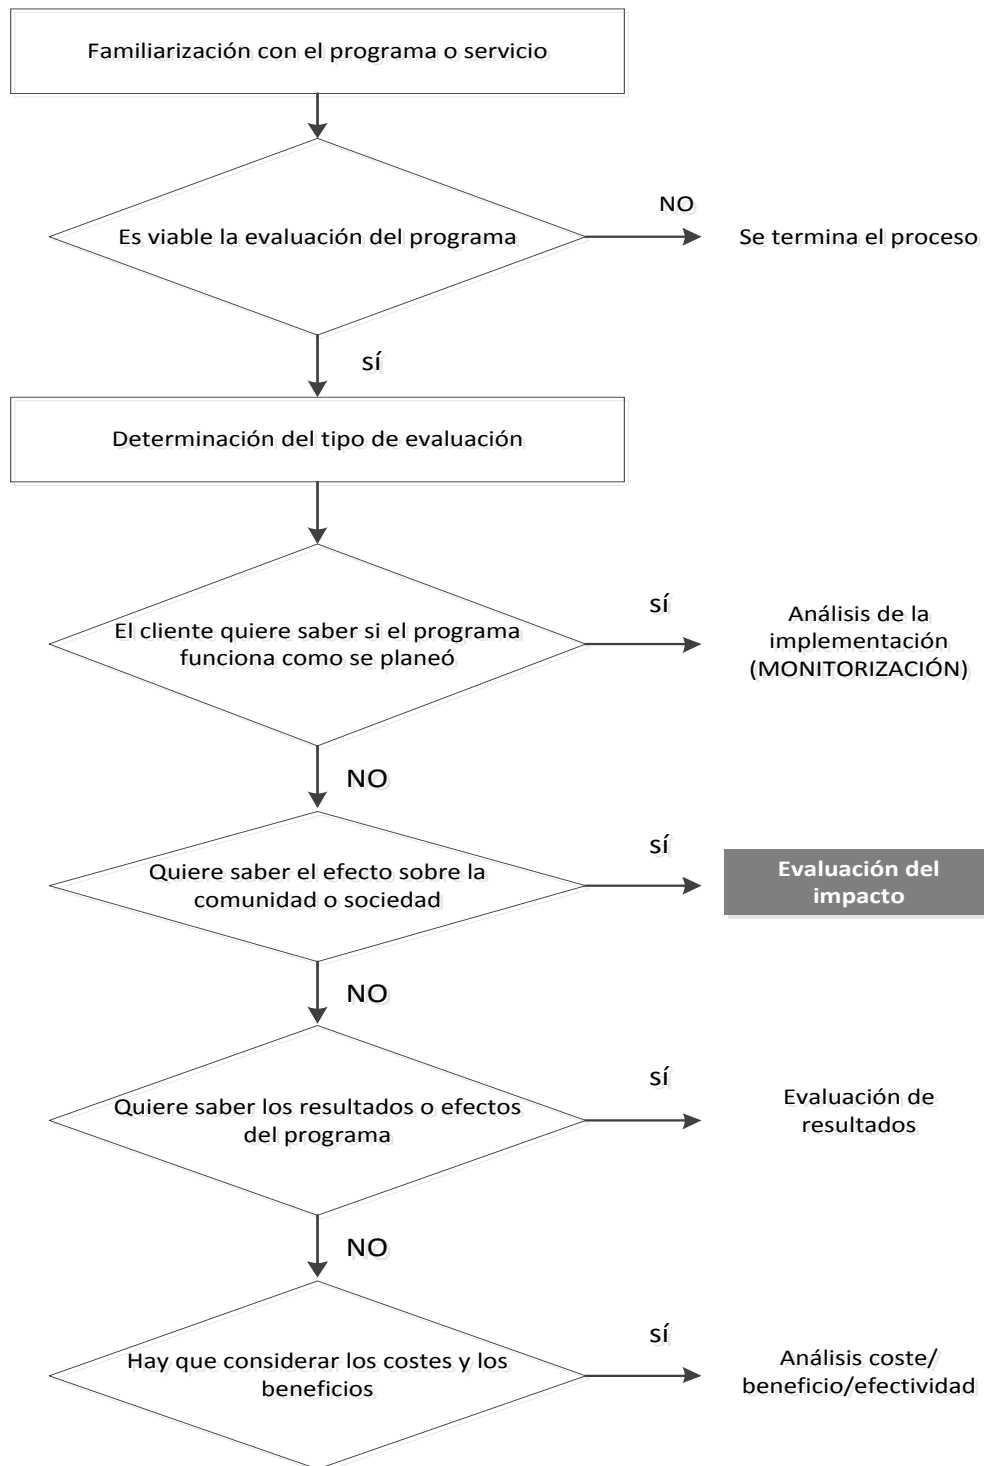 Familiarización con el programa o servicio
Es viable la evaluación del programa
NO
Se termina el proceso
sí
Determinación del tipo de evaluación
El cliente quiere saber si el programa
funciona como se planeó
sí
Análisis de la
implementación
(MONITORIZACIÓN)
NO
Quiere saber el efecto sobre la
comunidad o sociedad
sí
Evaluación del
impacto
NO
Quiere saber los resultados o efectos
del programa
sí
Evaluación de
resultados
NO
Hay que considerar los costes y los
beneficios
sí
Análisis coste/
beneficio/efectividad